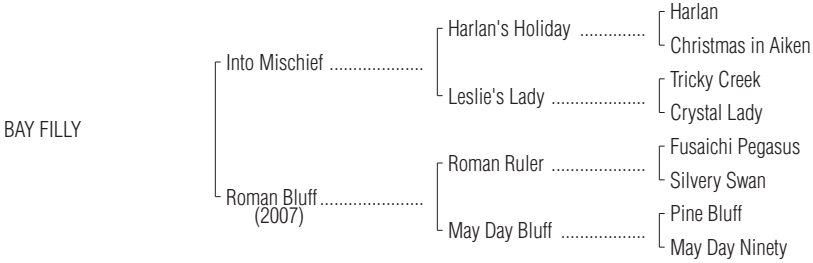 Harlan
Harlan's Holiday ..............
Christmas in Aiken
Into Mischief ....................
Tricky Creek
Leslie's Lady ....................
Crystal Lady
BAY FILLY
Fusaichi Pegasus
Roman Ruler ....................
Silvery Swan
Roman Bluff ......................
(2007)
Pine Bluff
May Day Bluff ..................
May Day Ninety